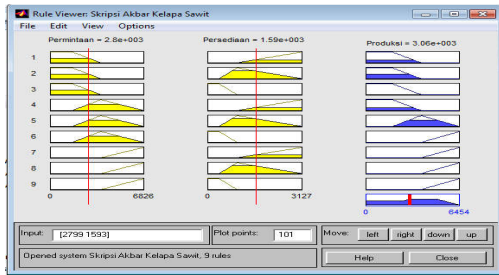 Rule Viewer: Skripsi Akbar Kelapa Sawit
File Edit View Options
Permintaan = 2.8e+003
Persediaan = 1.59e+003
Produksi = 3.06e+003
1
2
3
4
5
6
7
8
9
0 6826
0 3127
0 6454
Input: [2799 1593]
Plot points: 101
Move: left right down up
Opened system Skripsi Akbar Kelapa Sawit, 9 rules
Help Close